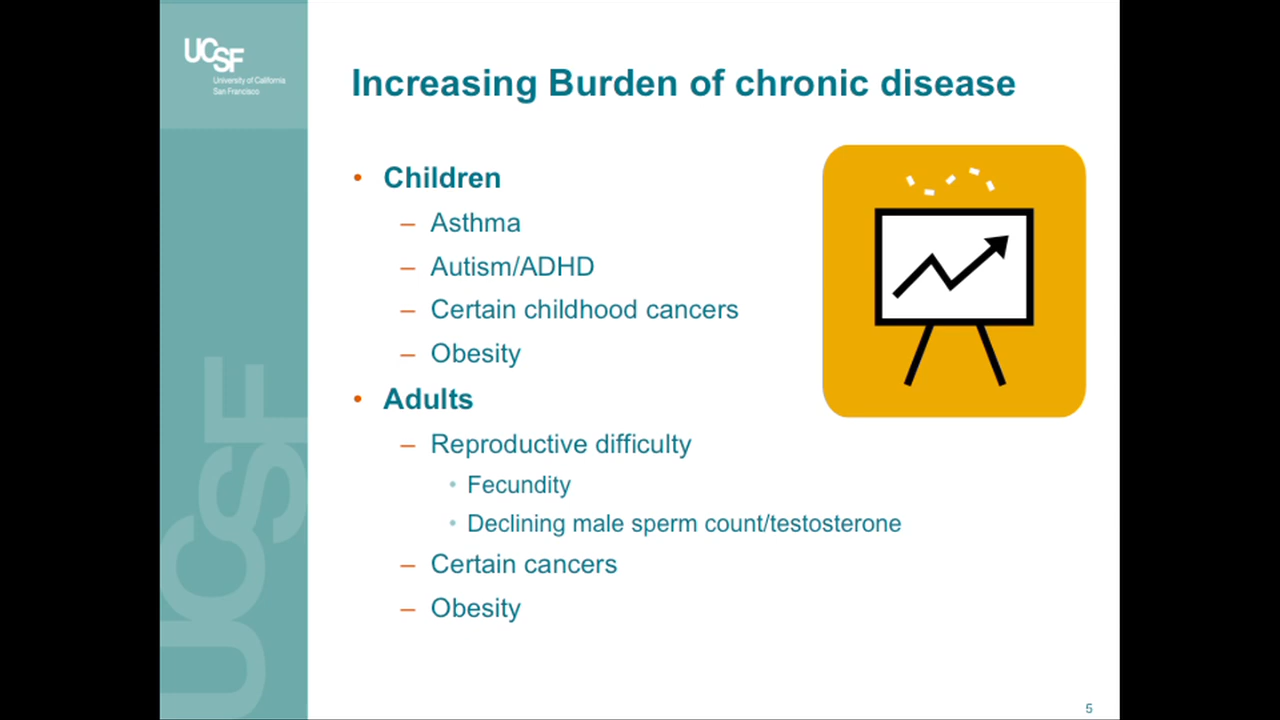 UCSF
University of California
San Francisco
Increasing Burden of chronic disease
• Children
– Asthma
– Autism/ADHD
– Certain childhood cancers
– Obesity
• Adults
– Reproductive difficulty
• Fecundity
• Declining male sperm count/testosterone
– Certain cancers
– Obesity
UCSF
5